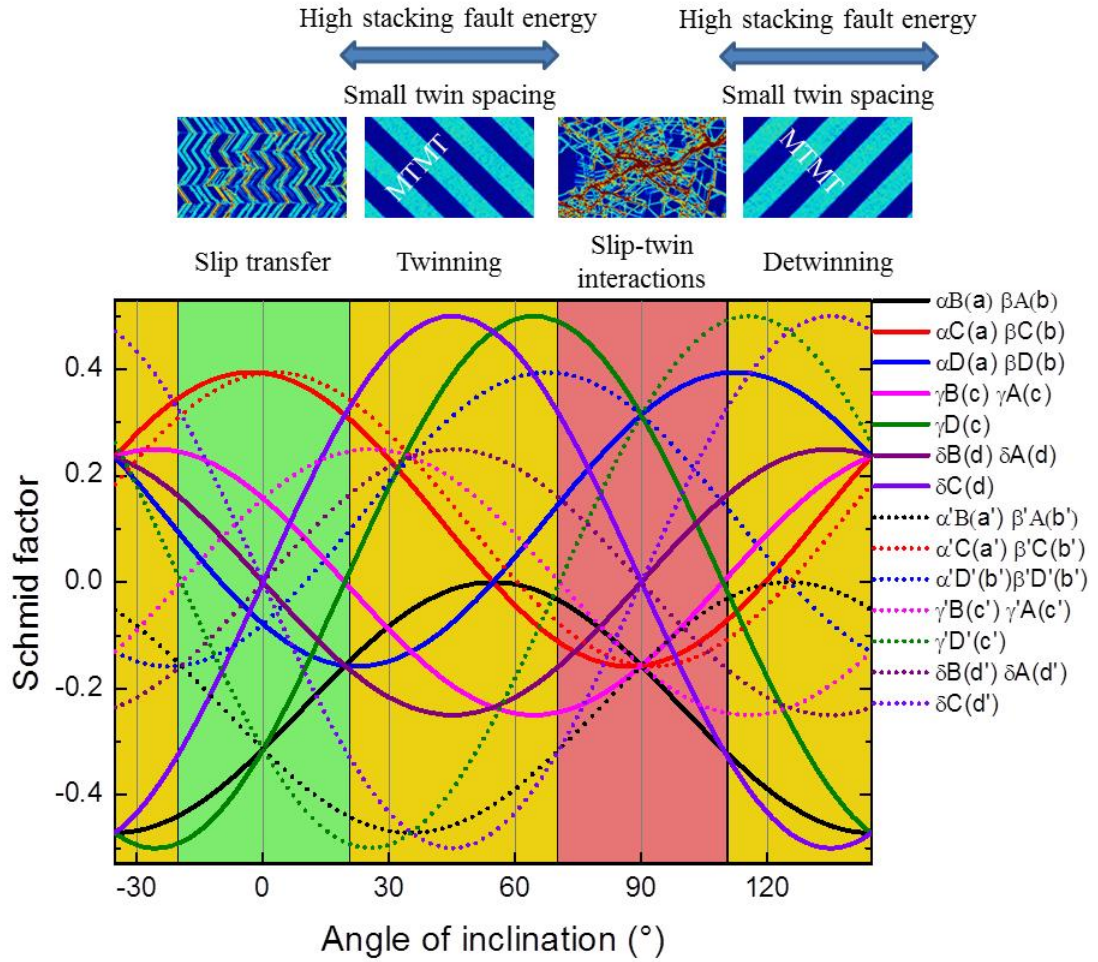 High stacking fault energy
High stacking fault energy
Small twin spacing
Small twin spacing
MTMT
MTMT
Slip transfer
Twinning
Slip-twin
interactions
Detwinning
αB(a) βA(b)
αC(a) βC(b)
αD(a) βD(b)
γB(c) γA(c)
γD(c)
δB(d) δA(d)
δC(d)
α'B(a') β'A(b')
α'C(a') β'C(b')
α'D'(b')β'D'(b')
γ'B(c') γ'A(c')
γ'D'(c')
δB(d') δA(d')
δC(d')
Schmid factor
0.4
0.2
0.0
-0.2
-0.4
-30 0 30 60 90 120
Angle of inclination (°)